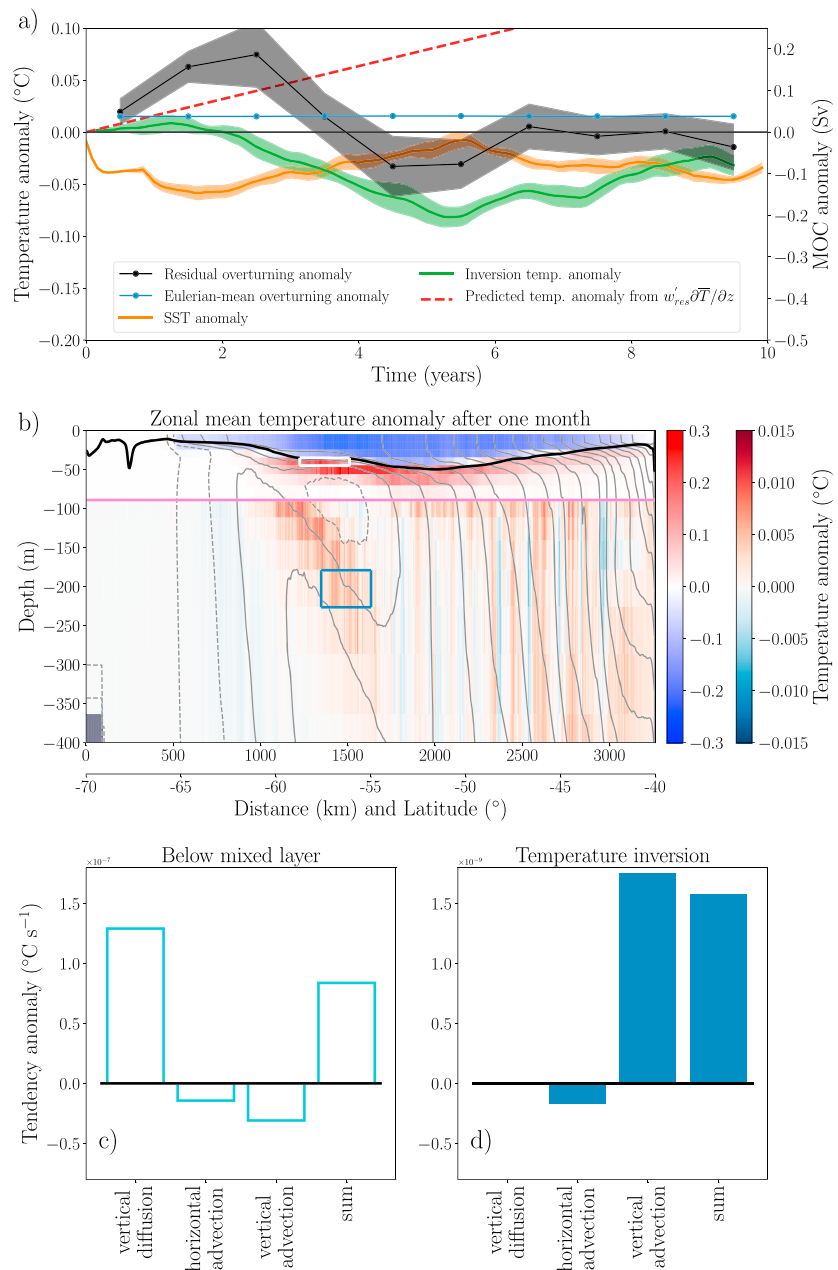 a)
0.10
0.05
0.00
−0.05
−0.10
−0.15
−0.20
Temperature anomaly (°C)
0.2
0.1
0.0
−0.1
−0.2
−0.3
−0.4
−0.5
MOC anomaly (Sv)
Residual overturning anomaly
Eulerian-mean overturning anomaly
SST anomaly
Inversion temp. anomaly
Predicted temp. anomaly from w′res∂T̅/∂z
0 2 4 6 8 10
Time (years)
b)
Zonal mean temperature anomaly after one month
0
−50
−100
−150
−200
−250
−300
−350
−400
Depth (m)
0 500 1000 1500 2000 2500 3000
-70 -65 -60 -55 -50 -45 -40
Distance (km) and Latitude (°)
0.3
0.2
0.1
0.0
−0.1
−0.2
−0.3
0.015
0.010
0.005
0.000
−0.005
−0.010
−0.015
Temperature anomaly (°C)
Below mixed layer
×10⁻⁷
1.5
1.0
0.5
0.0
−0.5
Tendency anomaly (°C s⁻¹)
c)
vertical
diffusion
horizontal
advection
vertical
advection
sum
Temperature inversion
×10⁻⁹
1.5
1.0
0.5
0.0
−0.5
d)
vertical
diffusion
horizontal
advection
vertical
advection
sum